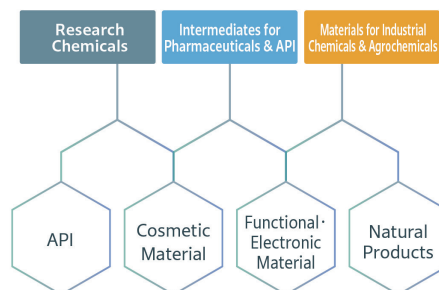 Research
Chemicals
Intermediates for
Pharmaceuticals & API
Materials for Industrial
Chemicals & Agrochemicals
API
Cosmetic
Material
Functional·
Electronic
Material
Natural
Products